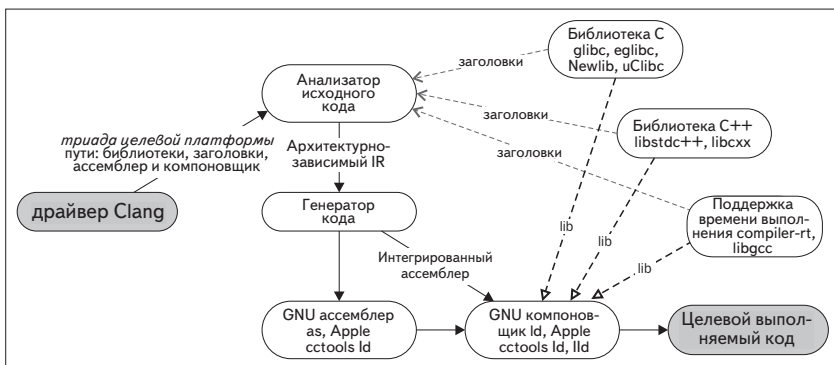 Библиотека C
glibc, eglibc,
Newlib, uClibc
заголовки
Анализатор
исходного
кода
заголовки
Библиотека C++
libstdc++, libcxx
триада целевой платформы
пути: библиотеки, заголовки,
ассемблер и компоновщик
Архитектурно-
зависимый IR
заголовки
драйвер Clang
Генератор
кода
Поддержка
времени выпол-
нения compiler-rt,
libgcc
lib
lib
lib
Интегрированный
ассемблер
GNU ассемблер
as, Apple
cctools ld
GNU компонов-
щик ld, Apple
cctools ld, lld
Целевой выпол-
няемый код